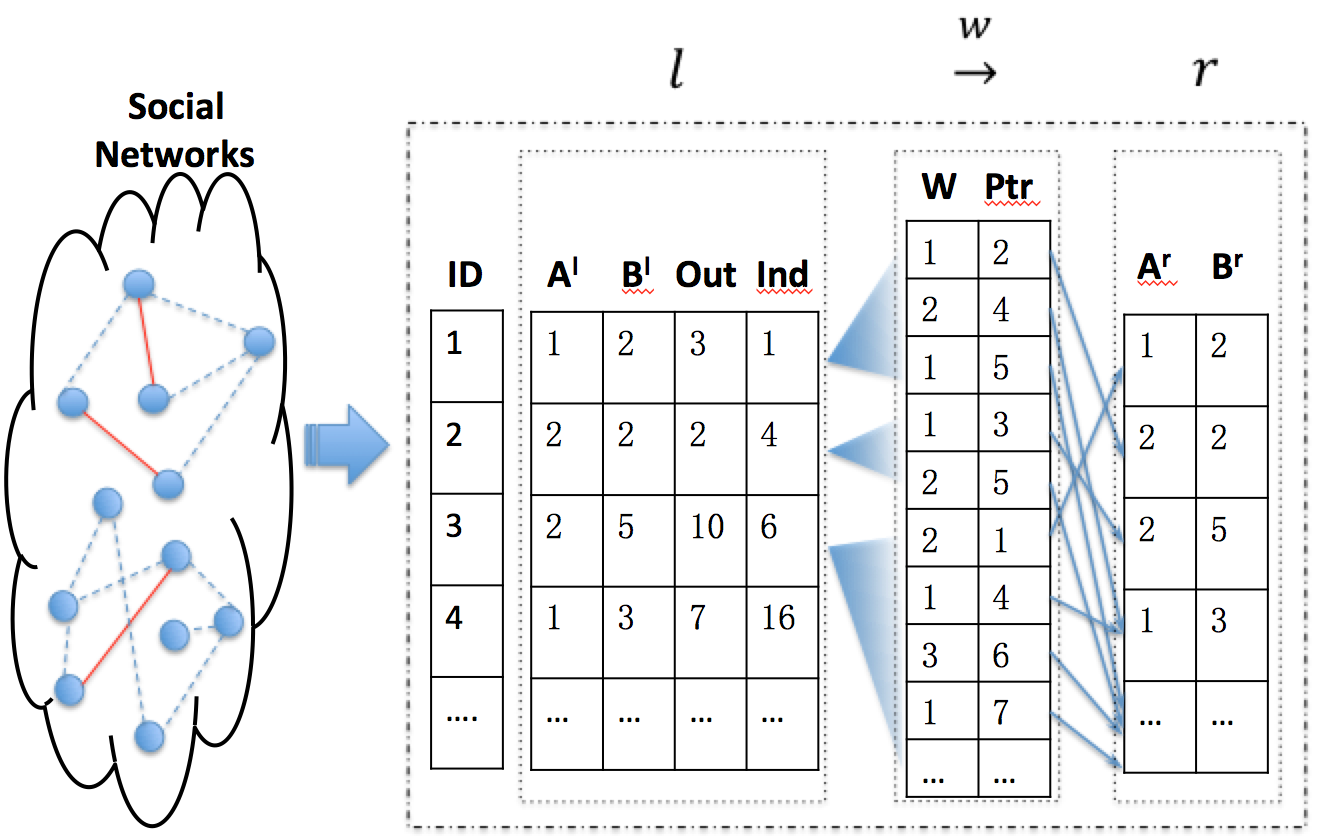 w
l → r
Social
Networks
W Ptr
ID Aˡ Bˡ Out Ind
Aʳ Bʳ
1 2
2 4
1 5
1 3
2 5
2 1
1 4
3 6
1 7
... ...
1 1 2 3 1
2 2 2 2 4
3 2 5 10 6
4 1 3 7 16
.... ... ... ... ...
1 2
2 2
2 5
1 3
... ...